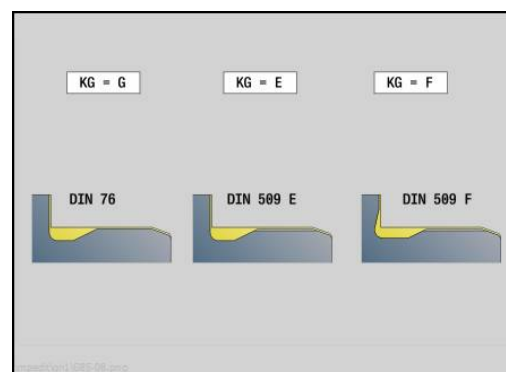 KG = G
KG = E
KG = F
DIN 76
DIN 509 E
DIN 509 F